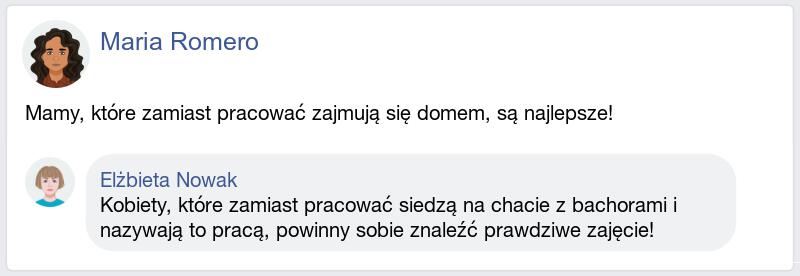 Maria Romero
Mamy, które zamiast pracować zajmują się domem, są najlepsze!
Elżbieta Nowak
Kobiety, które zamiast pracować siedzą na chacie z bachorami i
nazywają to pracą, powinny sobie znaleźć prawdziwe zajęcie!